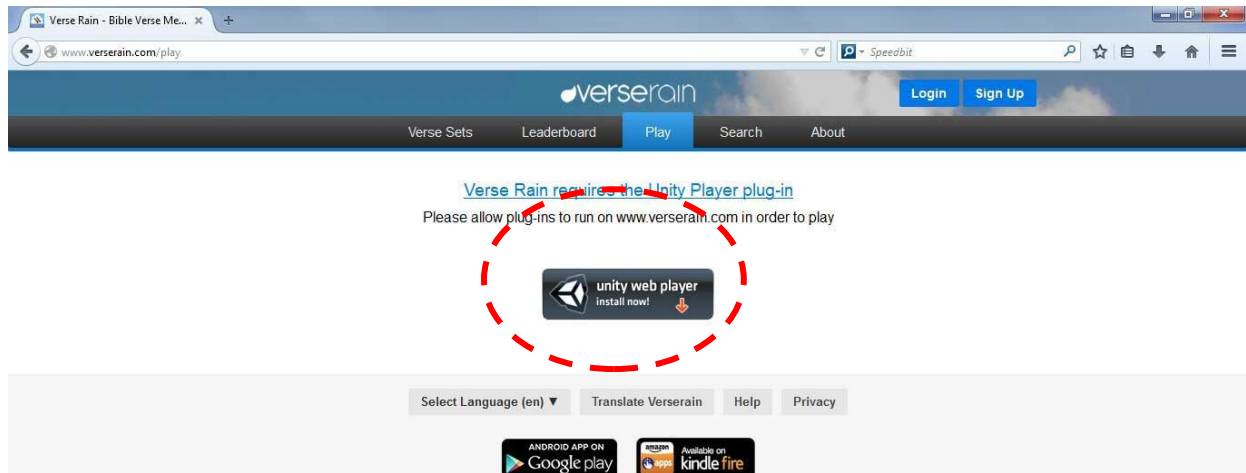 Verse Rain - Bible Verse Me...
www.verserain.com/play
Speedbit
verserain
Login Sign Up
Verse Sets Leaderboard Play Search About
Verse Rain requires the Unity Player plug-in
Please allow plug-ins to run on www.verserain.com in order to play
unity web player
install now!
Select Language (en) ▼ Translate Verserain Help Privacy
ANDROID APP ON
Google play
amazon
apps
Available on
kindle fire